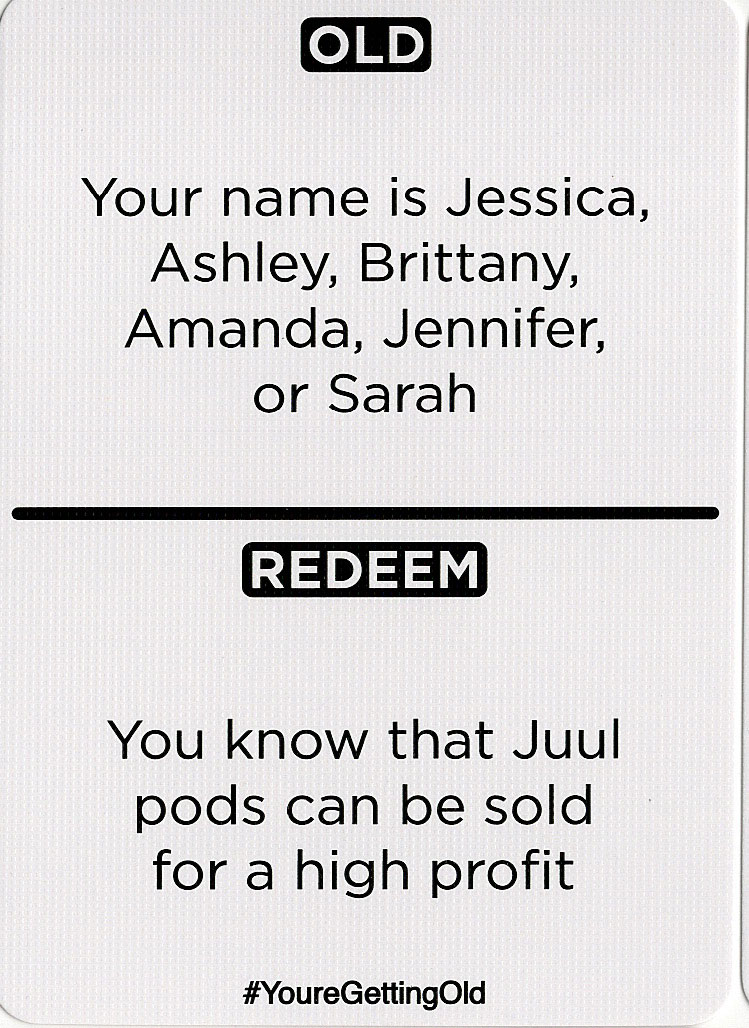 OLD
Your name is Jessica,
Ashley, Brittany,
Amanda, Jennifer,
or Sarah
REDEEM
You know that Juul
pods can be sold
for a high profit
#YoureGettingOld